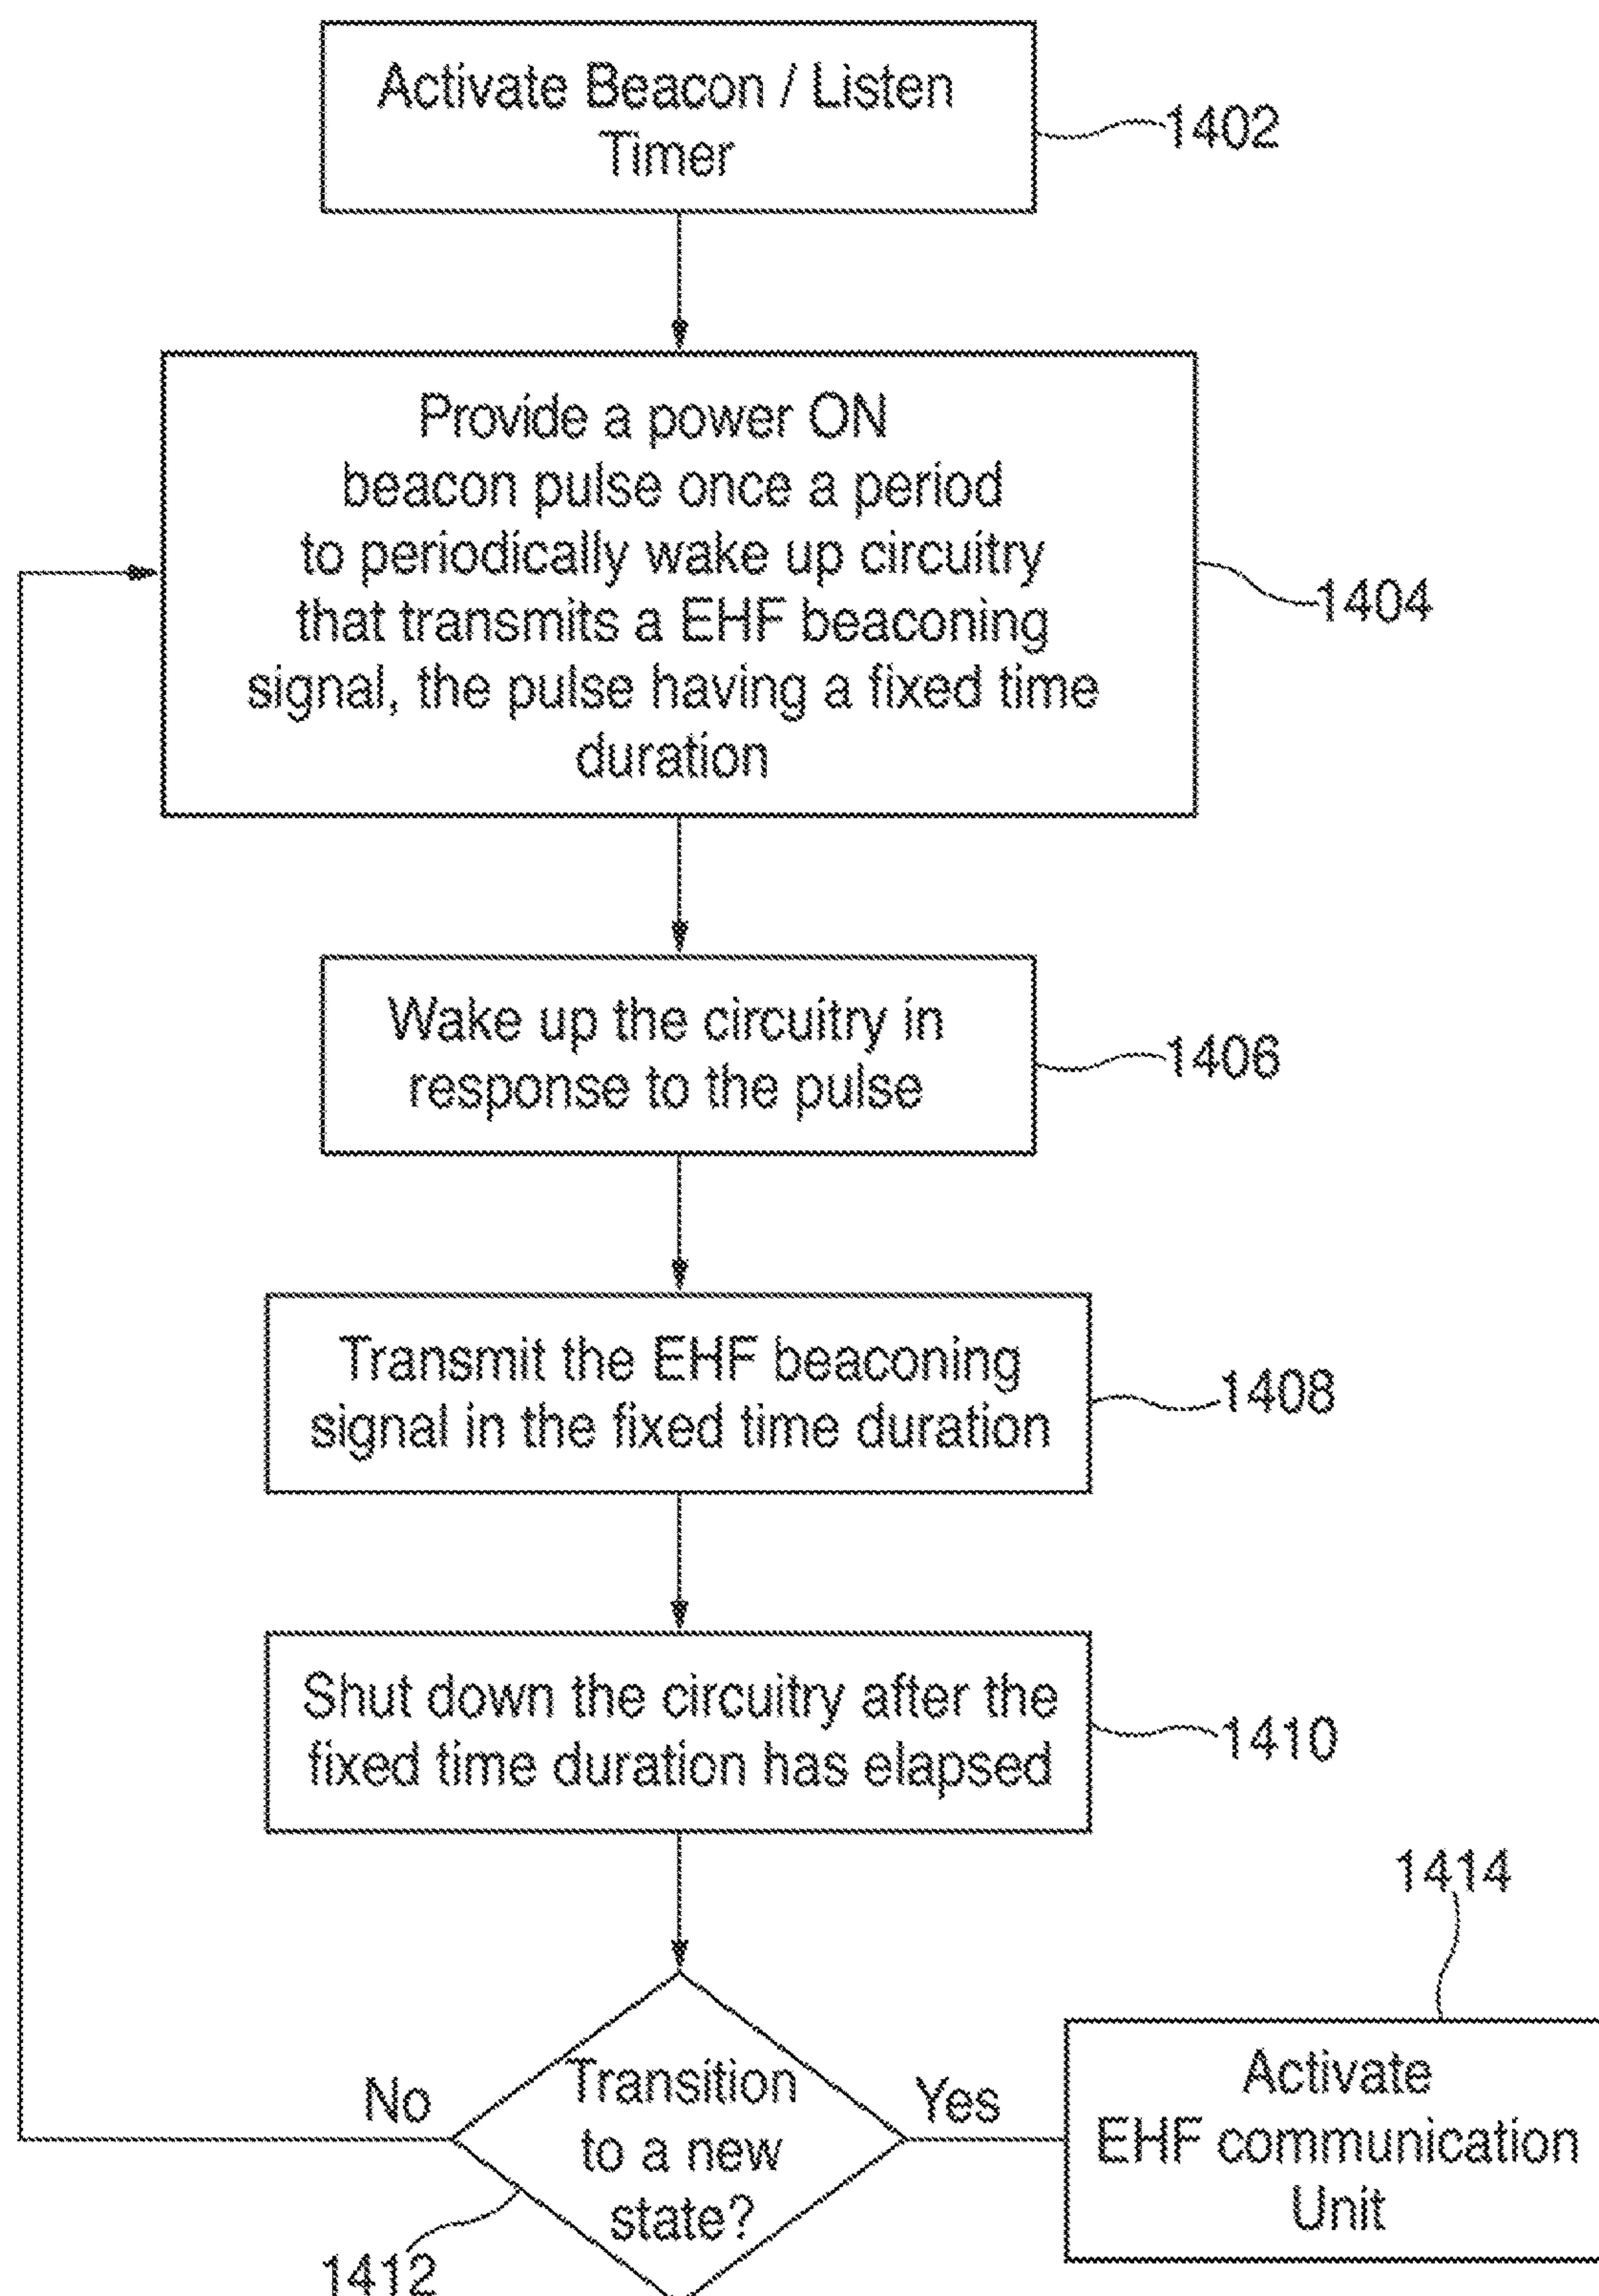 Activate Beacon / Listen
Timer
1402
Provide a power ON
beacon pulse once a period
to periodically wake up circuitry
that transmits a EHF beaconing
signal, the pulse having a fixed time
duration
1404
Wake up the circuitry in
response to the pulse
1406
Transmit the EHF beaconing
signal in the fixed time duration
1408
Shut down the circuitry after the
fixed time duration has elapsed
1410
1414
No
Transition
to a new
state?
Yes
Activate
EHF communication
Unit
1412